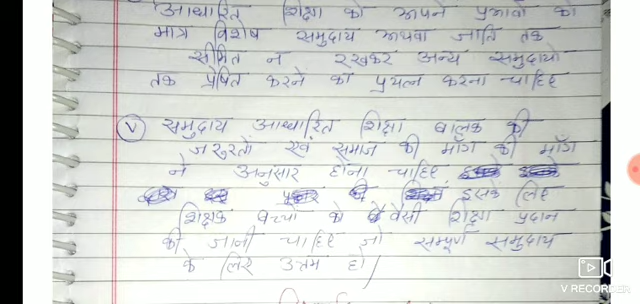 आधारित शिक्षा को अपने प्रभावों को
मात्र विशेष समुदाय अथवा जाति तक
सीमित न रखकर अन्य समुदायो
तक प्रेषित करने का प्रयत्न करना चाहिए
V समुदाय आधारित शिक्षा बालक की
जरुरतों एवं समाज की माँग की माँग
ने अनुसार होना चाहिए
इसके लिए
शिक्षक बच्चो को वैसी शिक्षा प्रदान
की जानी चाहिए जो सम्पूर्ण समुदाय
के लिए उत्तम हो/
V RECORDER